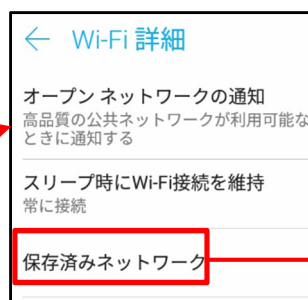 ← Wi-Fi 詳細
オープン ネットワークの通知
高品質の公共ネットワークが利用可能な
ときに通知する
スリープ時にWi-Fi接続を維持
常に接続
保存済みネットワーク